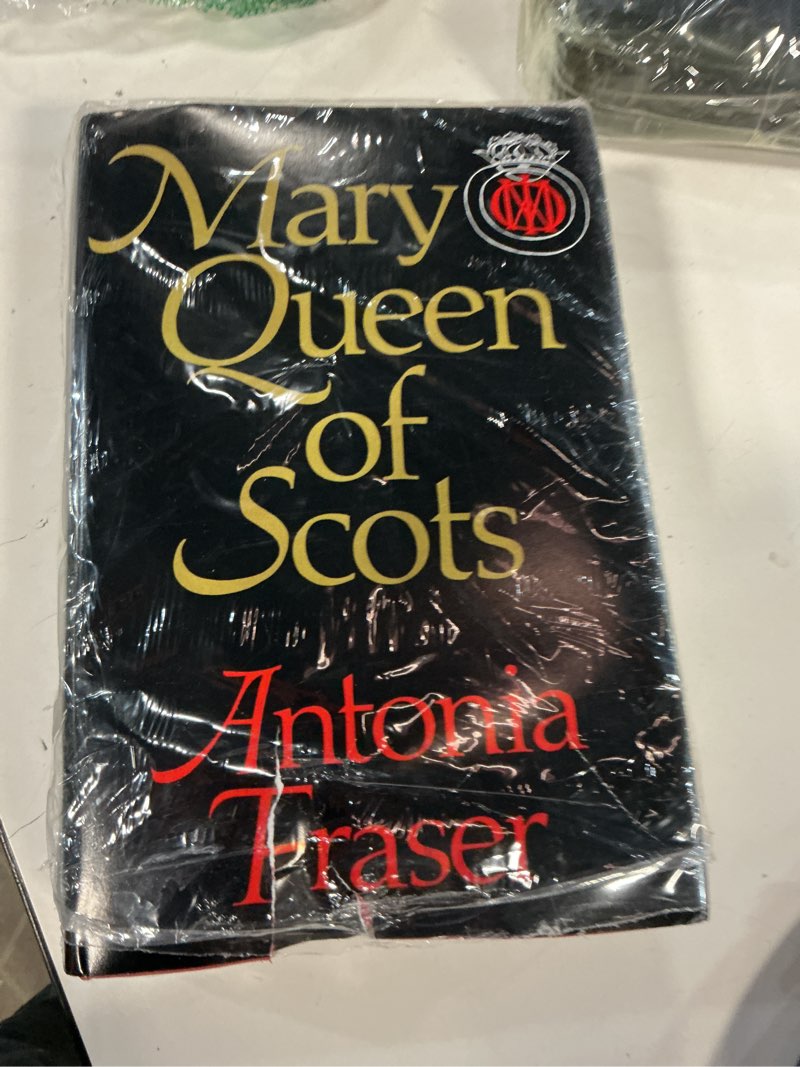 Mary
Queen
of
Scots
Antonia
Fraser